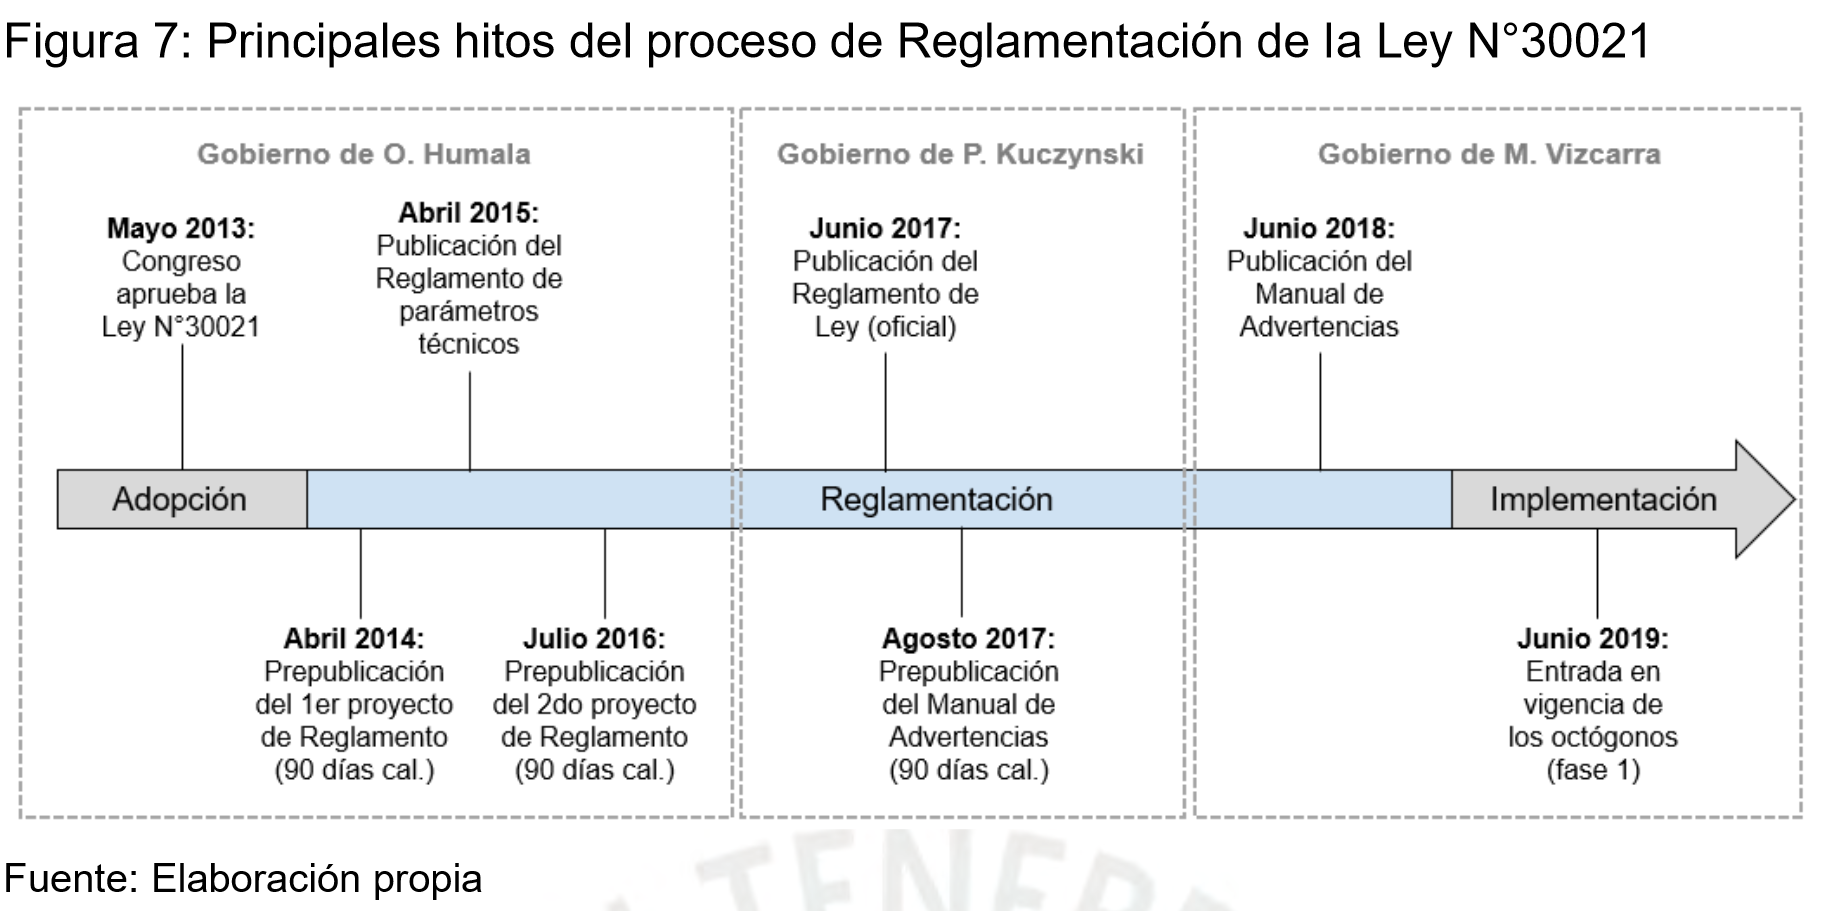 Figura 7: Principales hitos del proceso de Reglamentación de la Ley N°30021
Gobierno de O. Humala
Gobierno de P. Kuczynski
Gobierno de M. Vizcarra
Mayo 2013:
Congreso
aprueba la
Ley N°30021
Abril 2015:
Publicación del
Reglamento de
parámetros
técnicos
Junio 2017:
Publicación del
Reglamento de
Ley (oficial)
Junio 2018:
Publicación del
Manual de
Advertencias
Adopción
Reglamentación
Implementación
Abril 2014:
Prepublicación
del 1er proyecto
de Reglamento
(90 días cal.)
Julio 2016:
Prepublicación
del 2do proyecto
de Reglamento
(90 días cal.)
Agosto 2017:
Prepublicación
del Manual de
Advertencias
(90 días cal.)
Junio 2019:
Entrada en
vigencia de
los octógonos
(fase 1)
Fuente: Elaboración propia